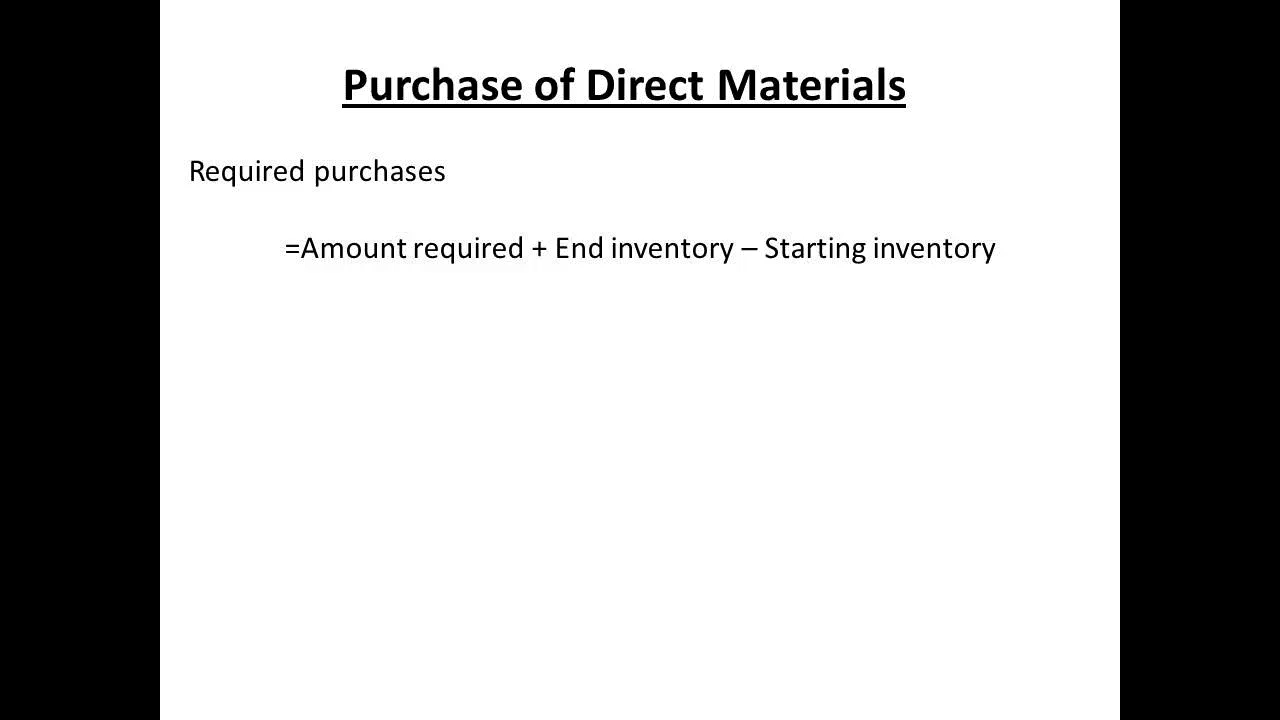 Purchase of Direct Materials
Required purchases
=Amount required + End inventory – Starting inventory